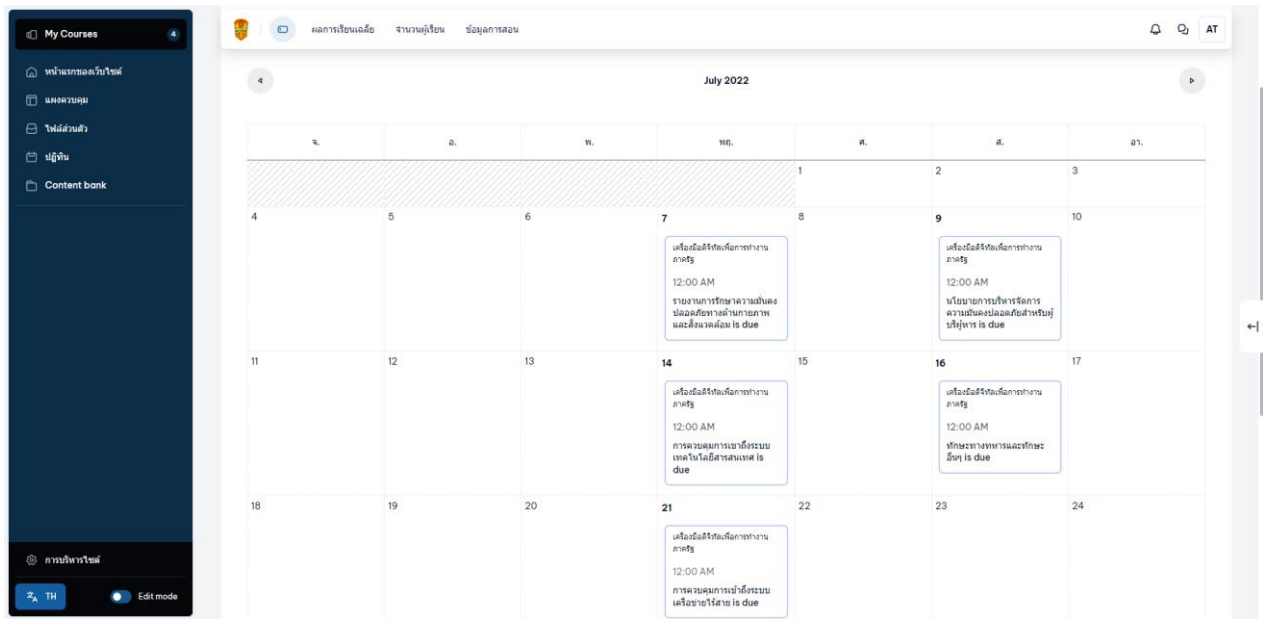 My Courses 4
หน้าแรกของเว็บไซต์
แผงควบคุม
ไฟล์ส่วนตัว
ปฏิทิน
Content bank
การบริหารไซต์
TH Edit mode
ผลการเรียนเฉลี่ย จำนวนผู้เรียน ข้อมูลการสอน AT
July 2022
จ. อ. พ. พฤ. ศ. ส. อา.
1 2 3
4 5 6 7 8 9 10
เครื่องมือดิจิทัลเพื่อการทำงาน
ภาครัฐ
12:00 AM
รายงานการรักษาความมั่นคง
ปลอดภัยทางด้านกายภาพ
และสิ่งแวดล้อม is due
เครื่องมือดิจิทัลเพื่อการทำงาน
ภาครัฐ
12:00 AM
นโยบายการบริหารจัดการ
ความมั่นคงปลอดภัยสำหรับผู้
บริผู้หาร is due
11 12 13 14 15 16 17
เครื่องมือดิจิทัลเพื่อการทำงาน
ภาครัฐ
12:00 AM
การควบคุมการเขาถึงระบบ
เทคโนโลยีสารสนเทศ is
due
เครื่องมือดิจิทัลเพื่อการทำงาน
ภาครัฐ
12:00 AM
ทักษะทางทหารและทักษะ
อื่นๆ is due
18 19 20 21 22 23 24
เครื่องมือดิจิทัลเพื่อการทำงาน
ภาครัฐ
12:00 AM
การควบคุมการเข้าถึงระบบ
เครือข่ายไร้สาย is due